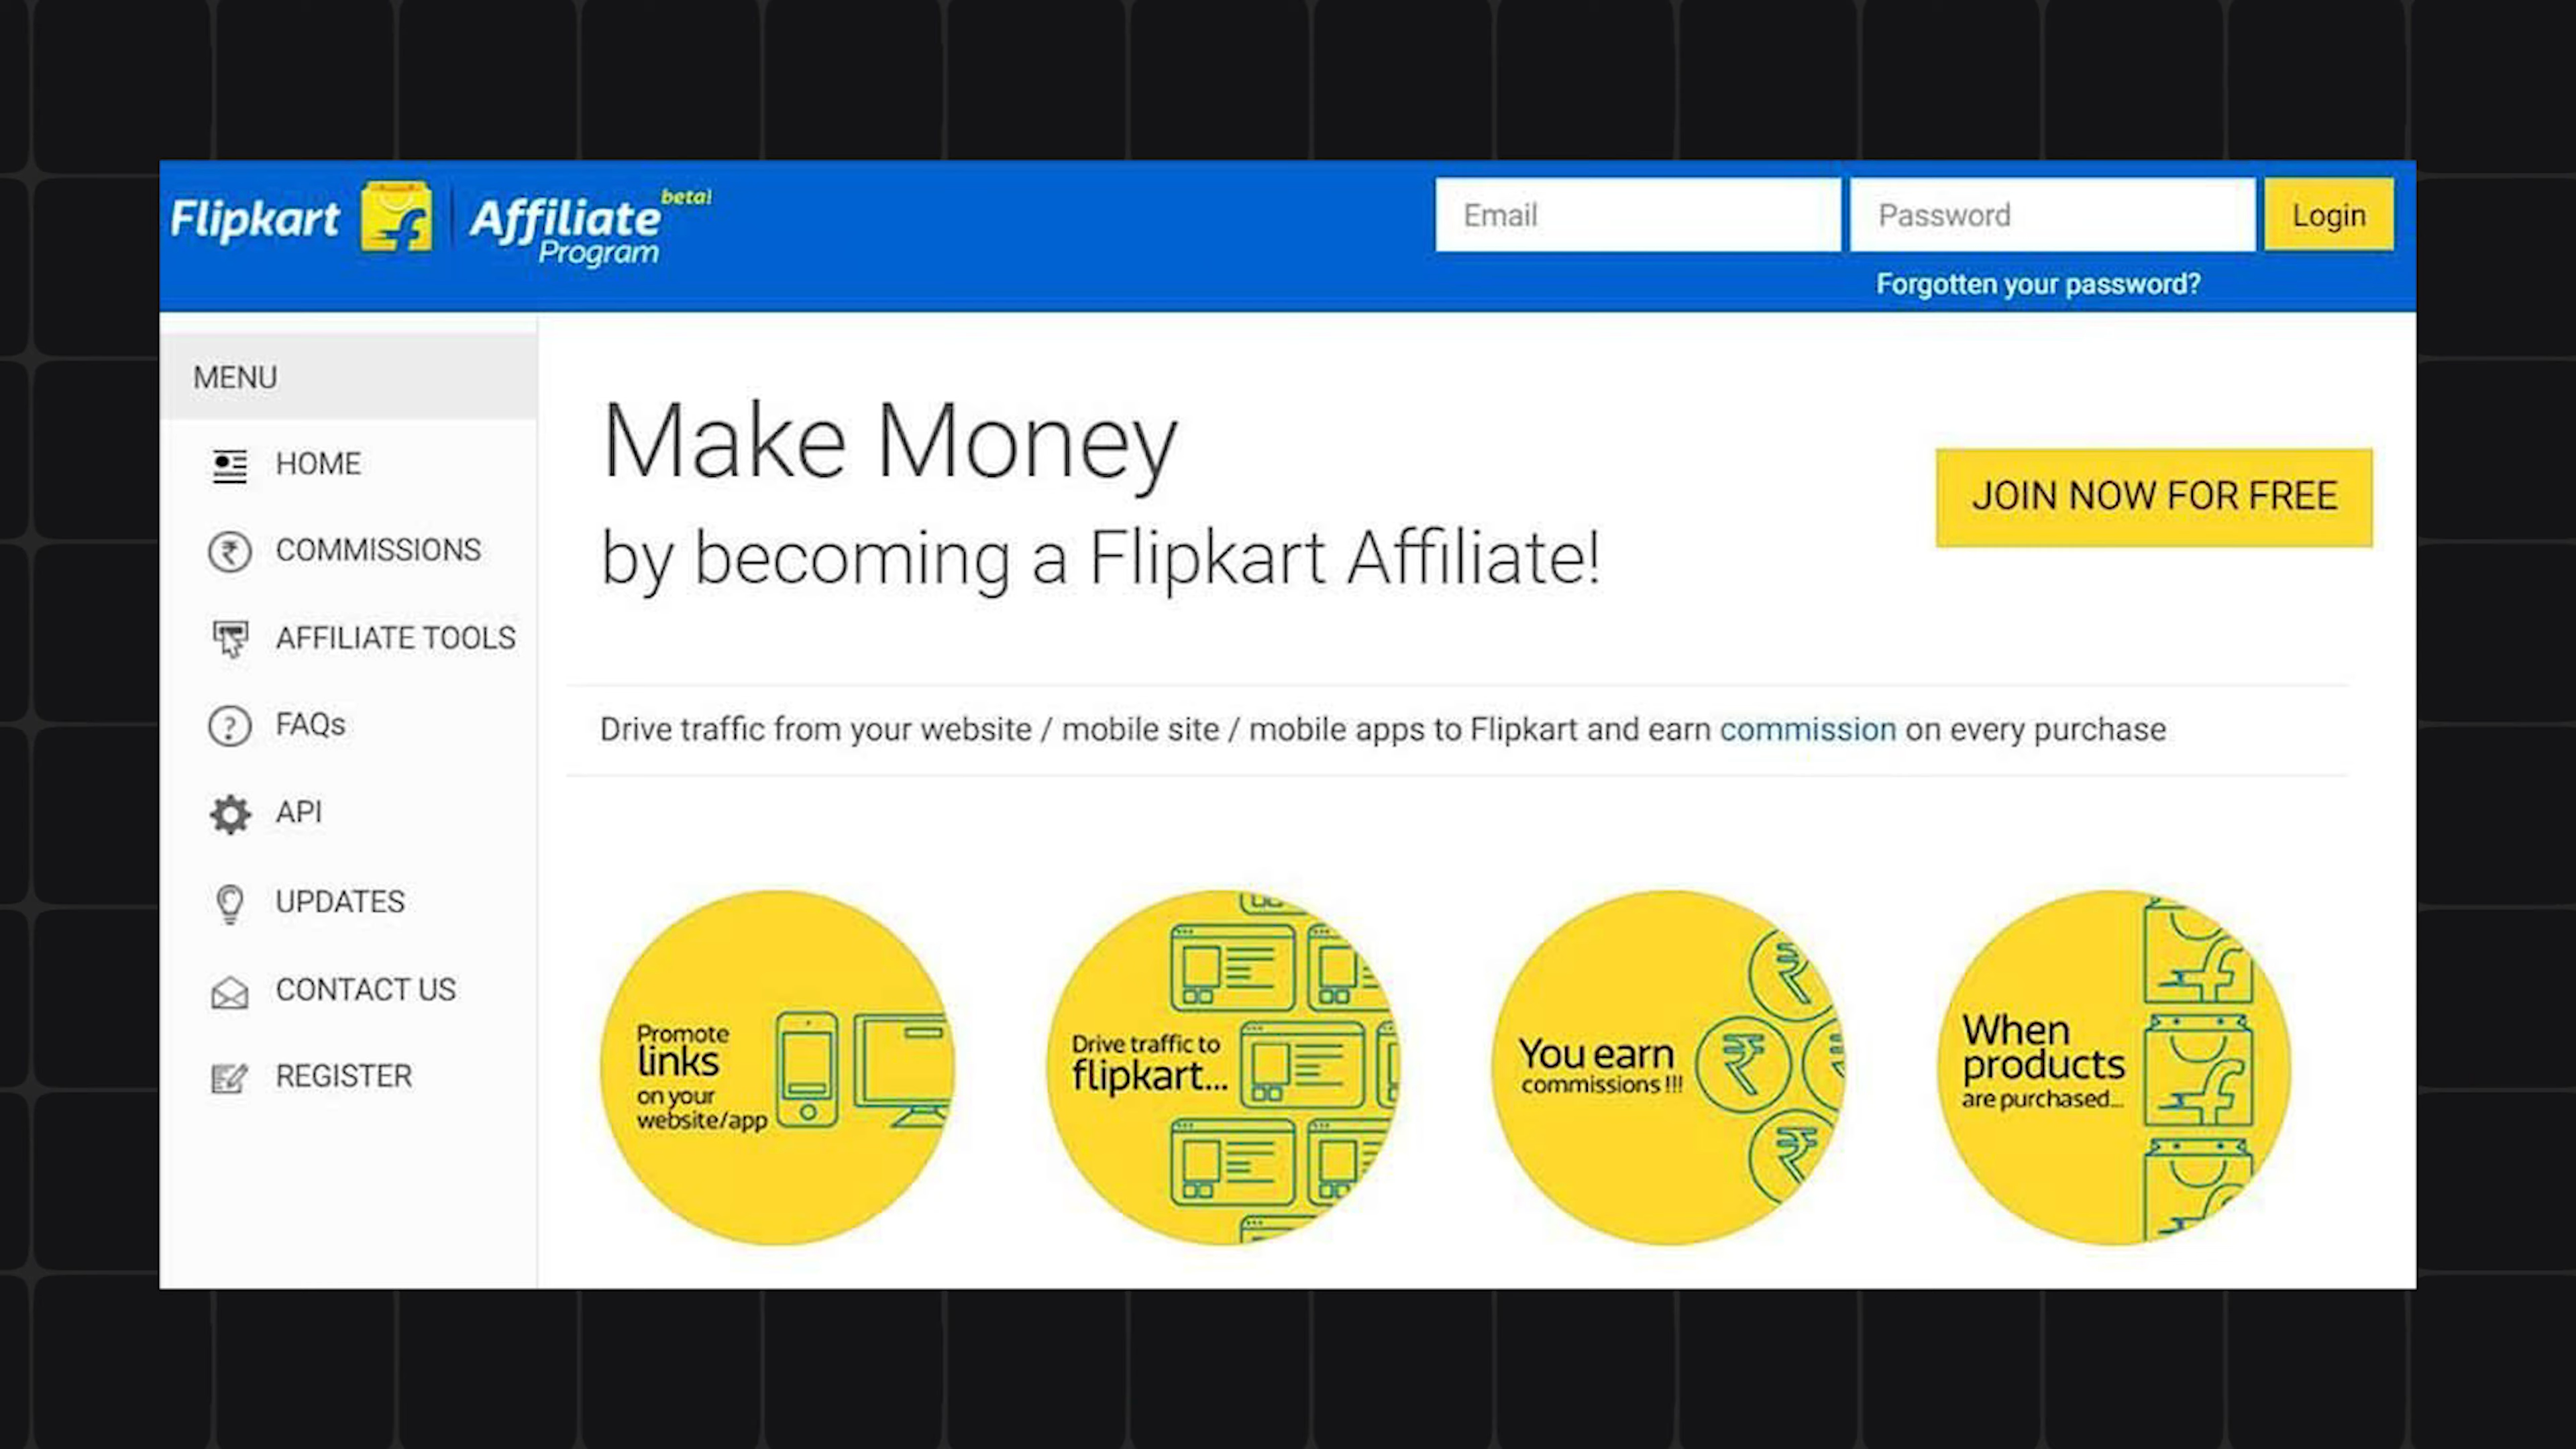 Flipkart
Affiliate beta!
Program
Email
Password
Login
Forgotten your password?
MENU
HOME
COMMISSIONS
AFFILIATE TOOLS
FAQs
API
UPDATES
CONTACT US
REGISTER
Make Money
by becoming a Flipkart Affiliate!
JOIN NOW FOR FREE
Drive traffic from your website / mobile site / mobile apps to Flipkart and earn commission on every purchase
Promote
links
on your
website/app
Drive traffic to
flipkart...
You earn
commissions !!!
When
products
are purchased...